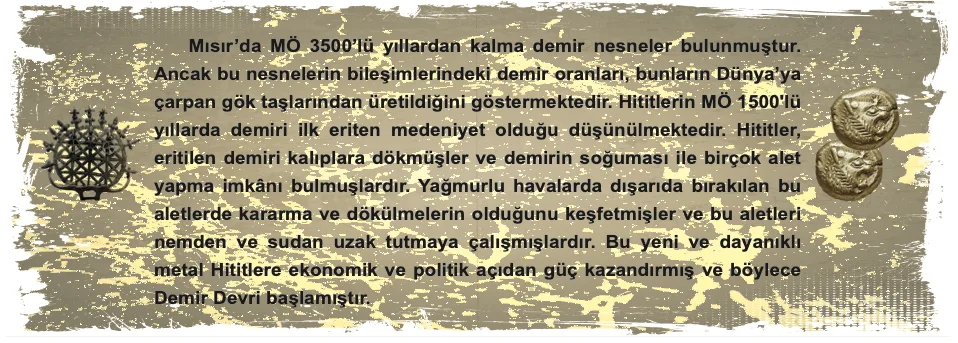 Mısır’da MÖ 3500’lü yıllardan kalma demir nesneler bulunmuştur.
Ancak bu nesnelerin bileşimlerindeki demir oranları, bunların Dünya’ya
çarpan gök taşlarından üretildiğini göstermektedir. Hititlerin MÖ 1500'lü
yıllarda demiri ilk eriten medeniyet olduğu düşünülmektedir. Hititler,
eritilen demiri kalıplara dökmüşler ve demirin soğuması ile birçok alet
yapma imkânı bulmuşlardır. Yağmurlu havalarda dışarıda bırakılan bu
aletlerde kararma ve dökülmelerin olduğunu keşfetmişler ve bu aletleri
nemden ve sudan uzak tutmaya çalışmışlardır. Bu yeni ve dayanıklı
metal Hititlere ekonomik ve politik açıdan güç kazandırmış ve böylece
Demir Devri başlamıştır.